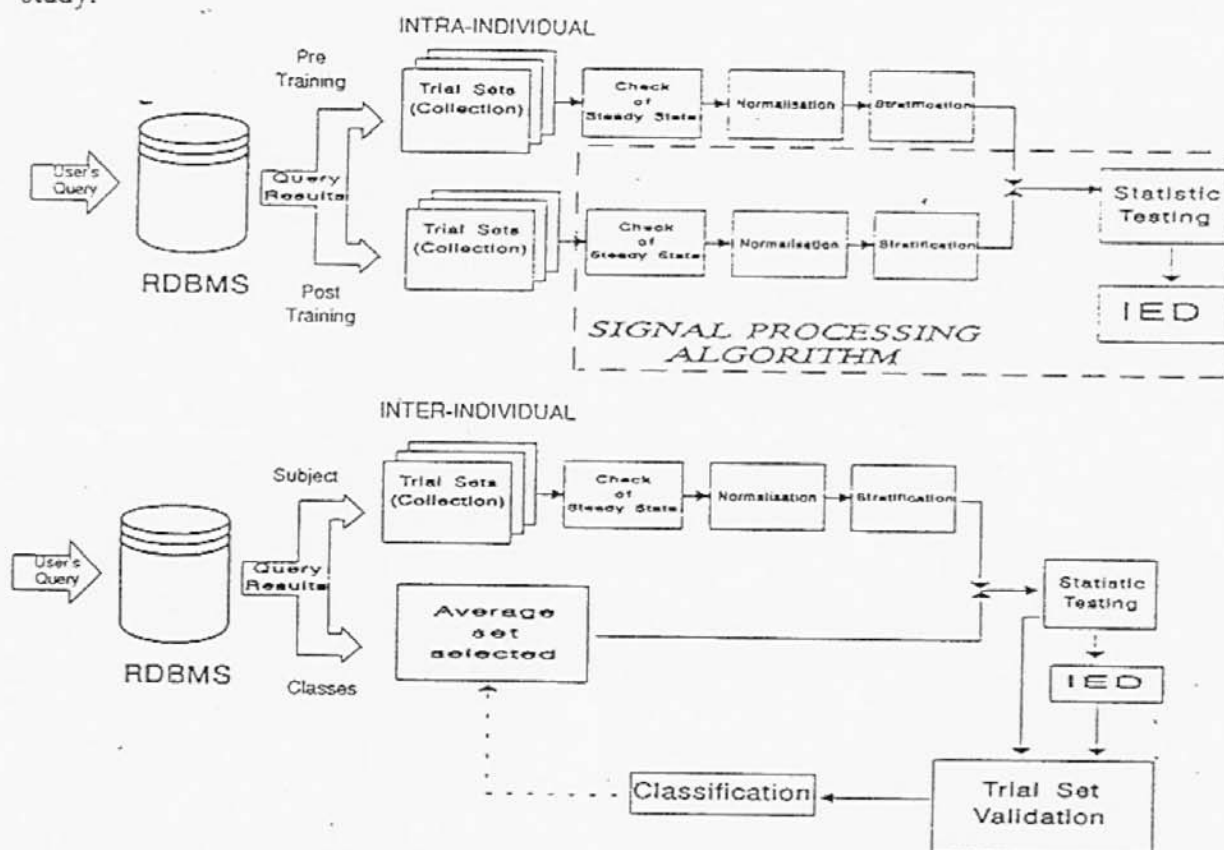 study.
INTRA-INDIVIDUAL
Pre
Training
Trial Sets
(Collection)
Check
of
Steady State
Normalisation
Stratification
User's
Query
Query
Results
RDBMS
Post
Training
Trial Sets
(Collection)
Check
of
Steady State
Normalisation
Stratification
Statistic
Testing
IED
SIGNAL PROCESSING
ALGORITHM
INTER-INDIVIDUAL
Subject
Trial Sets
(Collection)
Check
of
Steady State
Normalisation
Stratification
User's
Query
Query
Results
RDBMS
Classes
Average
set
selected
Statistic
Testing
IED
Trial Set
Validation
Classification